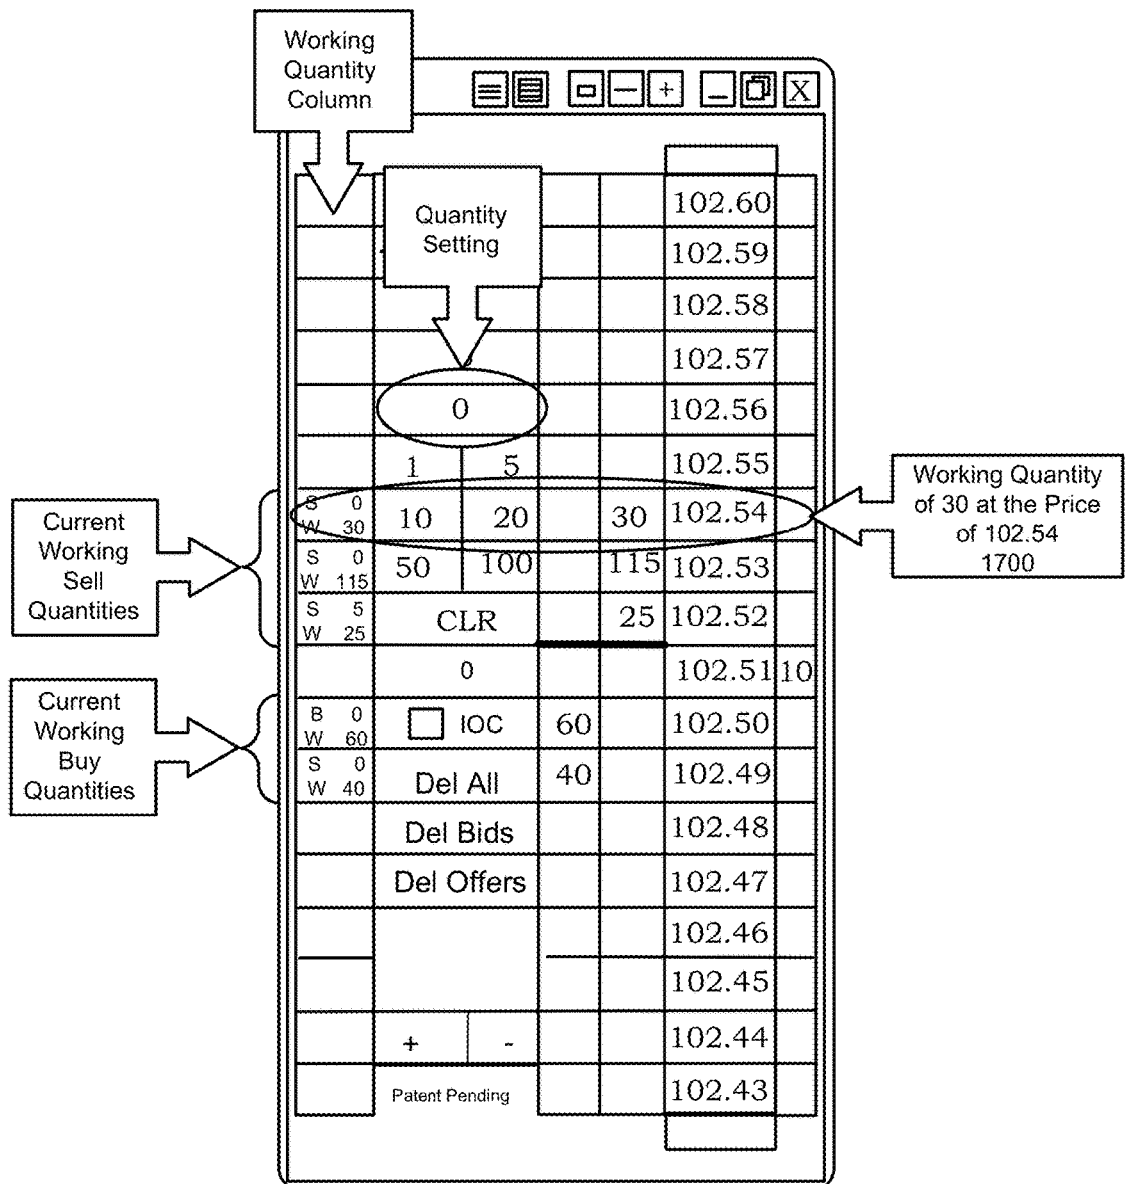 Working
Quantity
Column
X
Quantity
Setting
102.60
102.59
102.58
102.57
0 102.56
1 5 102.55
S 0
W 30 10 20 30 102.54
S 0
W 115 50 100 115 102.53
S 5
W 25 CLR 25 102.52
0 102.51 10
B 0
W 60 IOC 60 102.50
S 0
W 40 Del All 40 102.49
Del Bids 102.48
Del Offers 102.47
102.46
102.45
+ - 102.44
Patent Pending 102.43
Current
Working
Sell
Quantities
Current
Working
Buy
Quantities
Working Quantity
of 30 at the Price
of 102.54
1700